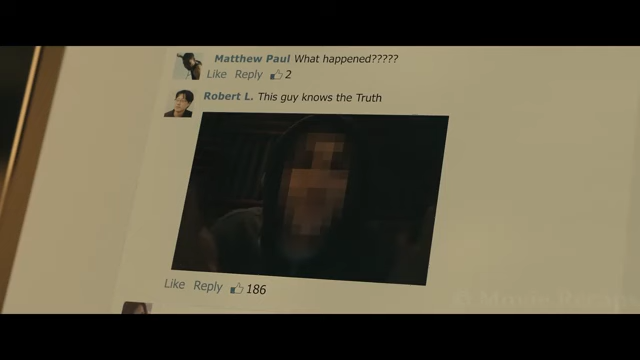 Matthew Paul What happened?????
Like Reply 2
Robert L. This guy knows the Truth
Like Reply 186